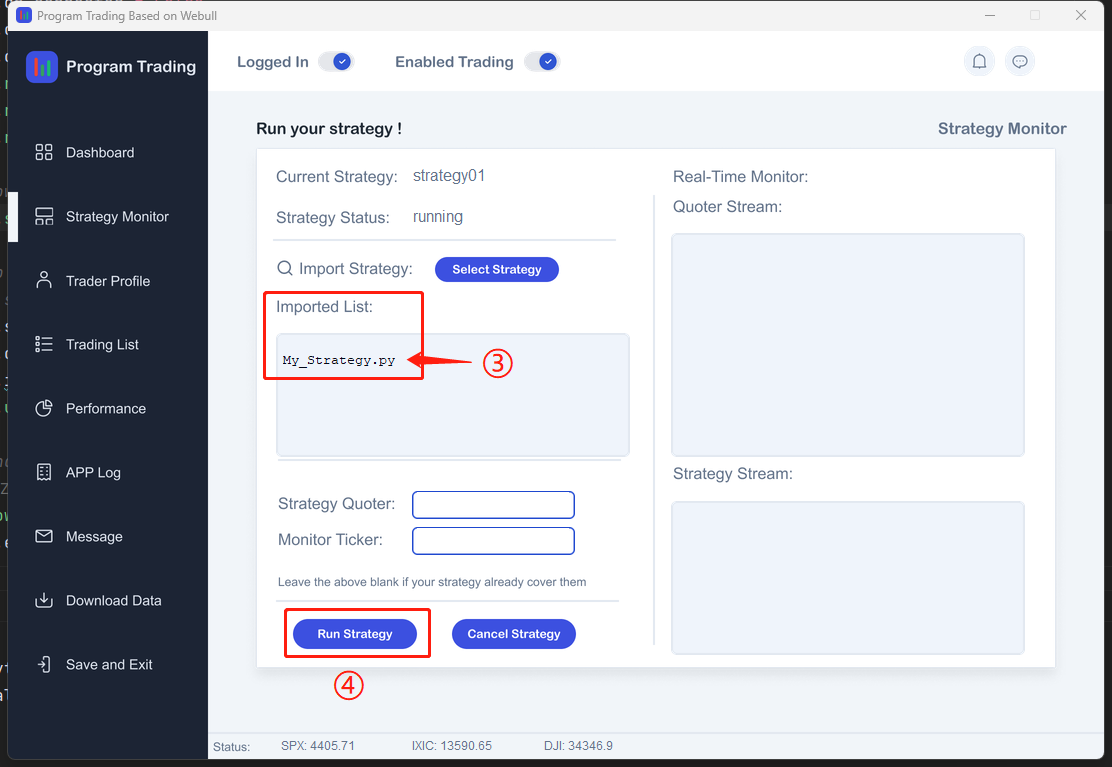 Program Trading Based on Webull
Program Trading
Logged In
Enabled Trading
Dashboard
Strategy Monitor
Trader Profile
Trading List
Performance
APP Log
Message
Download Data
Save and Exit
Run your strategy !
Strategy Monitor
Current Strategy: strategy01
Strategy Status: running
Import Strategy: Select Strategy
Imported List:
My_Strategy.py
③
Strategy Quoter:
Monitor Ticker:
Leave the above blank if your strategy already cover them
Run Strategy
Cancel Strategy
④
Real-Time Monitor:
Quoter Stream:
Strategy Stream:
Status: SPX: 4405.71 IXIC: 13590.65 DJI: 34346.9